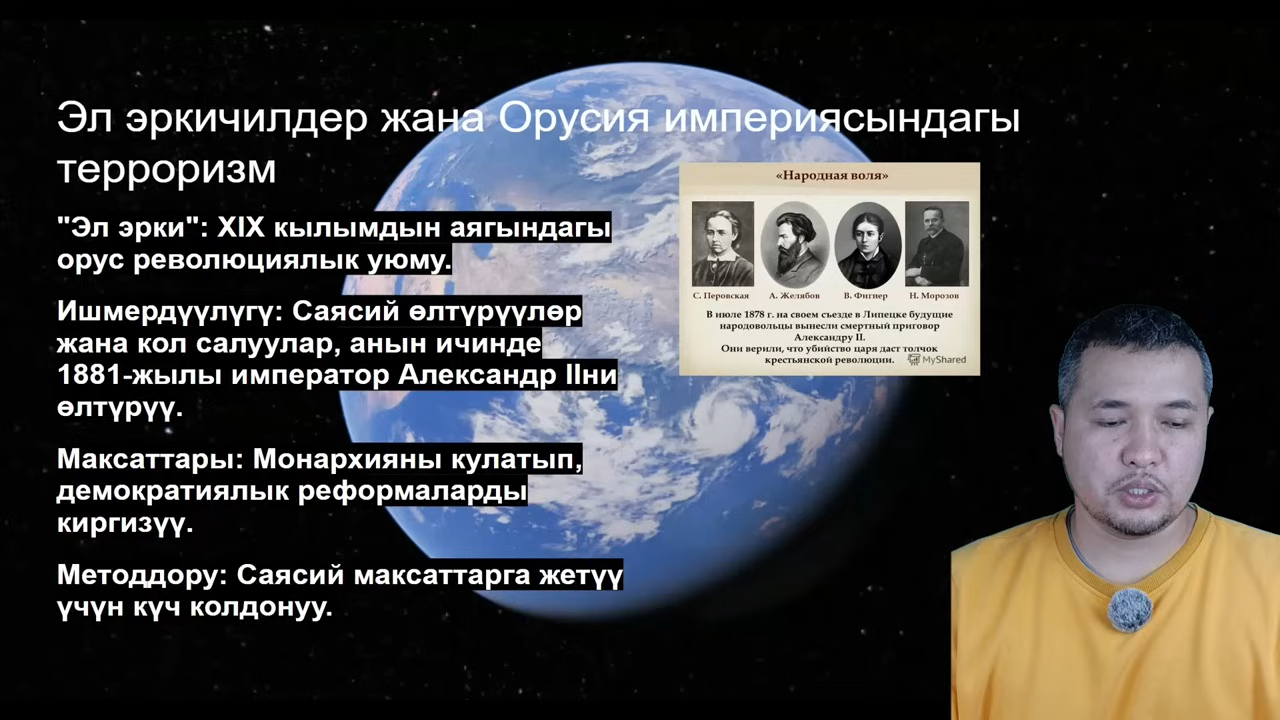 Эл эркичилдер жана Орусия империясындагы
терроризм
"Эл эрки": XIX кылымдын аягындагы
орус революциялык уюму.
Ишмердүүлүгү: Саясий өлтүрүүлөр
жана кол салуулар, анын ичинде
1881-жылы император Александр IIни
өлтүрүү.
Максаттары: Монархияны кулатып,
демократиялык реформаларды
киргизүү.
Методдору: Саясий максаттарга жетүү
үчүн күч колдонуу.
«Народная воля»
С. Перовская А. Желябов В. Фигнер Н. Морозов
В июле 1878 г. на своем съезде в Липецке будущие
народовольцы вынесли смертный приговор
Александру II.
Они верили, что убийство царя даст толчок
крестьянской революции.
MyShared